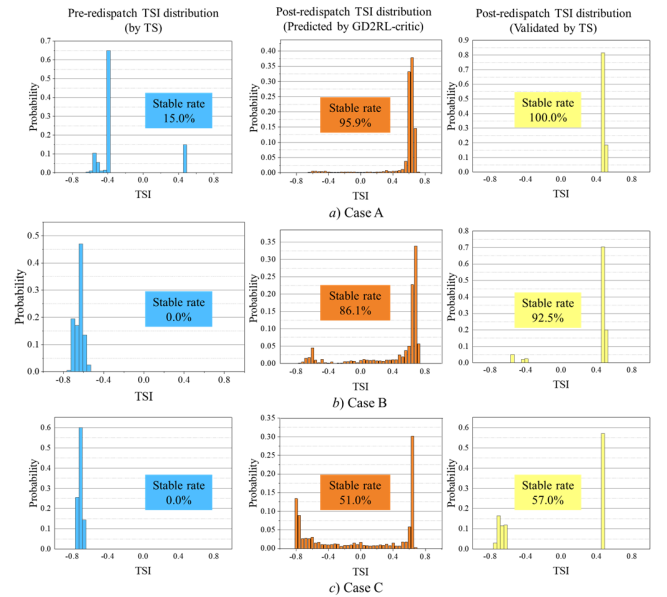 Pre-redispatch TSI distribution
(by TS)
Post-redispatch TSI distribution
(Predicted by GD2RL-critic)
Post-redispatch TSI distribution
(Validated by TS)
Probability
0.7
0.6
0.5
0.4
0.3
0.2
0.1
0.0
Stable rate
15.0%
-0.8 -0.4 0.0 0.4 0.8
TSI
Probability
0.40
0.35
0.30
0.25
0.20
0.15
0.10
0.05
0.00
Stable rate
95.9%
-0.8 -0.4 0.0 0.4 0.8
TSI
Probability
0.9
0.8
0.7
0.6
0.5
0.4
0.3
0.2
0.1
0.0
Stable rate
100.0%
-0.8 -0.4 0.0 0.4 0.8
TSI
a) Case A
Probability
0.5
0.4
0.3
0.2
0.1
0.0
Stable rate
0.0%
-0.8 -0.4 0.0 0.4 0.8
TSI
Probability
0.35
0.30
0.25
0.20
0.15
0.10
0.05
0.00
Stable rate
86.1%
-0.8 -0.4 0.0 0.4 0.8
TSI
Probability
0.8
0.7
0.6
0.5
0.4
0.3
0.2
0.1
0.0
Stable rate
92.5%
-0.8 -0.4 0.0 0.4 0.8
TSI
b) Case B
Probability
0.6
0.5
0.4
0.3
0.2
0.1
0.0
Stable rate
0.0%
-0.8 -0.4 0.0 0.4 0.8
TSI
Probability
0.35
0.30
0.25
0.20
0.15
0.10
0.05
0.00
Stable rate
51.0%
-0.8 -0.4 0.0 0.4 0.8
TSI
Probability
0.6
0.5
0.4
0.3
0.2
0.1
0.0
Stable rate
57.0%
-0.8 -0.4 0.0 0.4 0.8
TSI
c) Case C